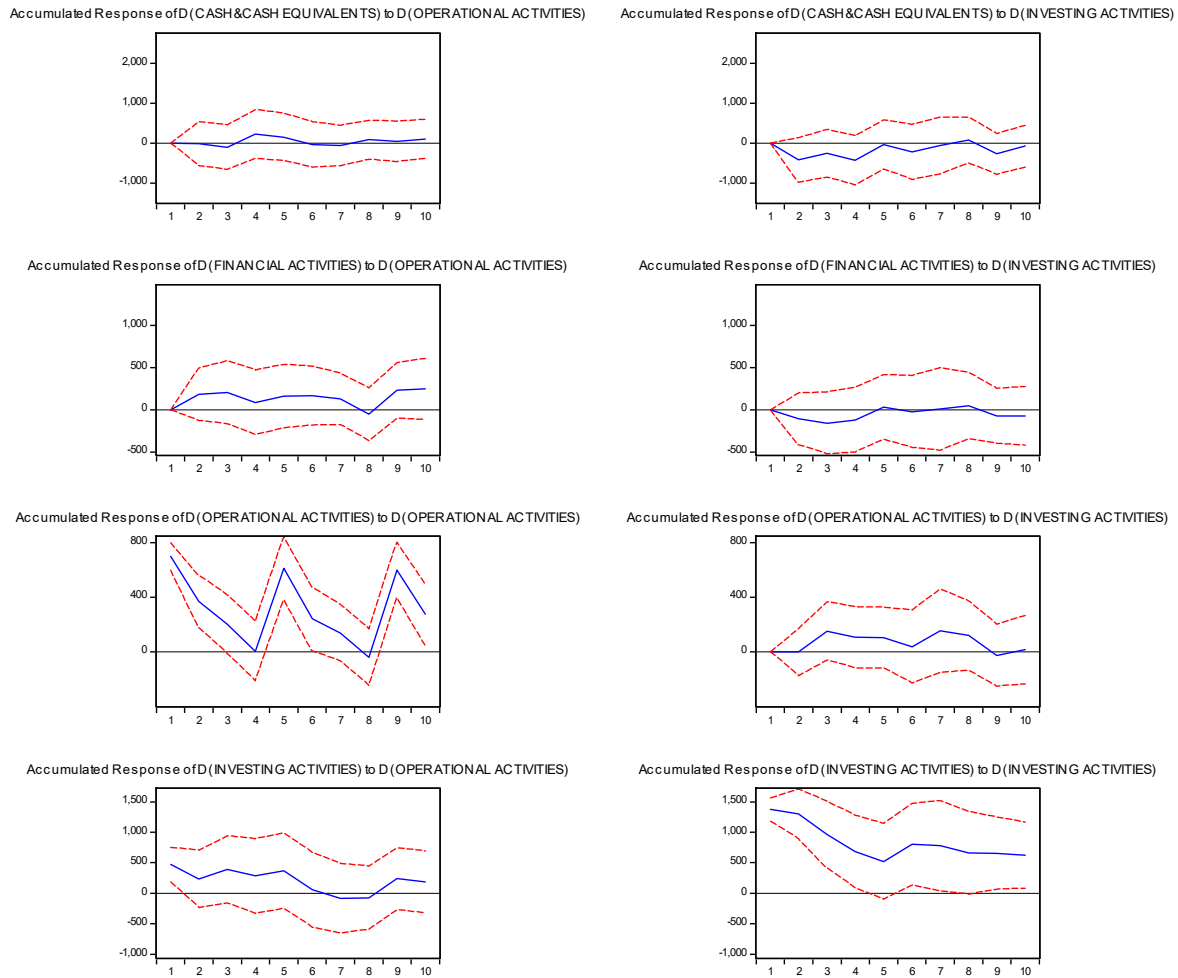 Accumulated Response of D(CASH&CASH EQUIVALENTS) to D(OPERATIONAL ACTIVITIES)
2,000
1,000
0
-1,000
1 2 3 4 5 6 7 8 9 10
Accumulated Response of D(CASH&CASH EQUIVALENTS) to D(INVESTING ACTIVITIES)
2,000
1,000
0
-1,000
1 2 3 4 5 6 7 8 9 10
Accumulated Response of D(FINANCIAL ACTIVITIES) to D(OPERATIONAL ACTIVITIES)
1,000
500
0
-500
1 2 3 4 5 6 7 8 9 10
Accumulated Response of D(FINANCIAL ACTIVITIES) to D(INVESTING ACTIVITIES)
1,000
500
0
-500
1 2 3 4 5 6 7 8 9 10
Accumulated Response of D(OPERATIONAL ACTIVITIES) to D(OPERATIONAL ACTIVITIES)
800
400
0
1 2 3 4 5 6 7 8 9 10
Accumulated Response of D(OPERATIONAL ACTIVITIES) to D(INVESTING ACTIVITIES)
800
400
0
1 2 3 4 5 6 7 8 9 10
Accumulated Response of D(INVESTING ACTIVITIES) to D(OPERATIONAL ACTIVITIES)
1,500
1,000
500
0
-500
-1,000
1 2 3 4 5 6 7 8 9 10
Accumulated Response of D(INVESTING ACTIVITIES) to D(INVESTING ACTIVITIES)
1,500
1,000
500
0
-500
-1,000
1 2 3 4 5 6 7 8 9 10